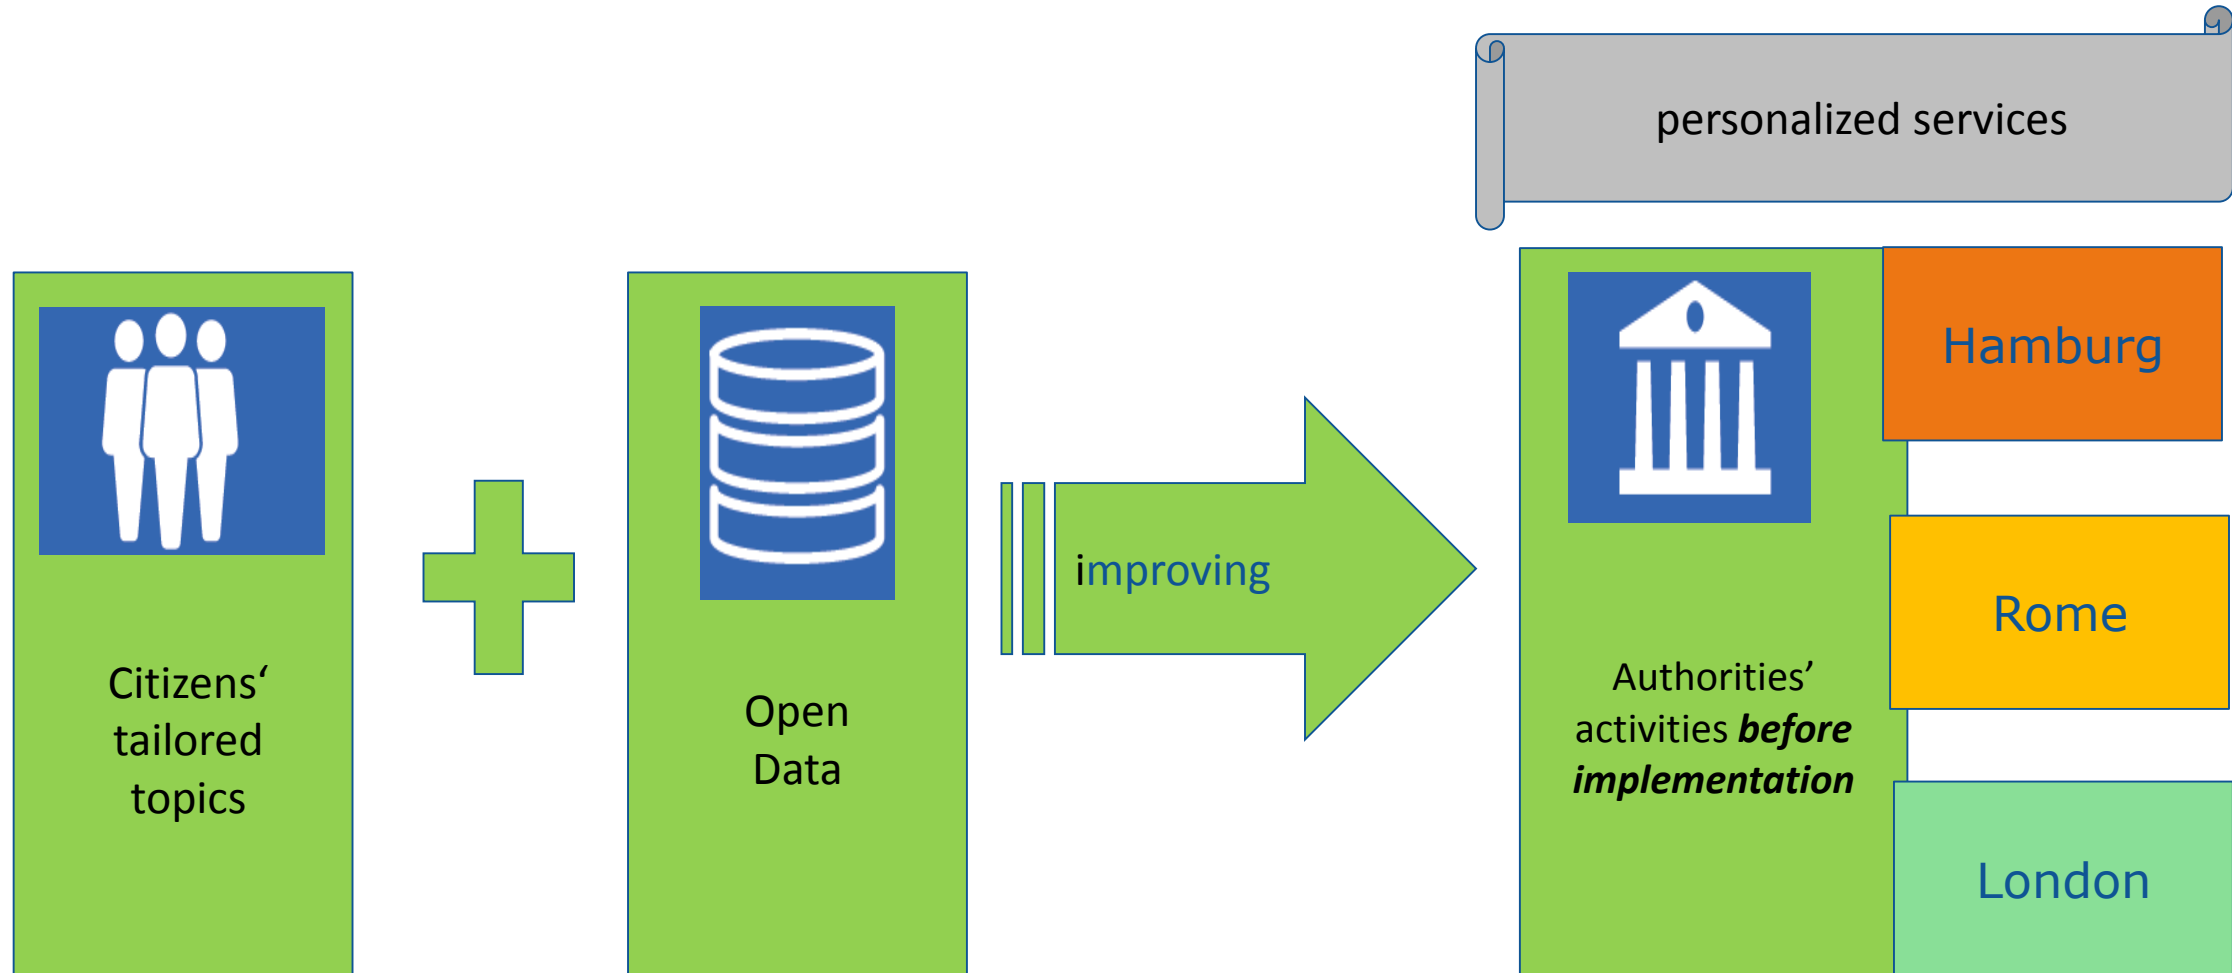 personalized services
Citizens‘
tailored
topics
Open
Data
improving
Authorities’
activities before
implementation
Hamburg
Rome
London